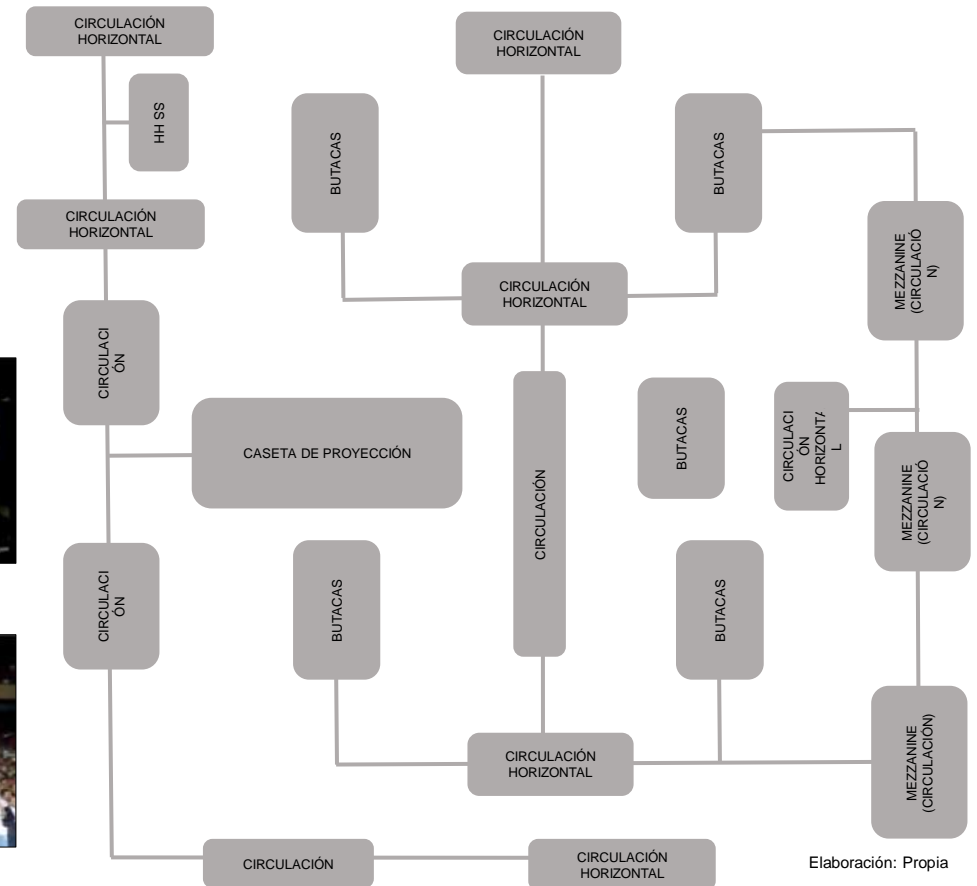 CIRCULACIÓN
HORIZONTAL
CIRCULACIÓN
HORIZONTAL
HH SS
BUTACAS
BUTACAS
CIRCULACIÓN
HORIZONTAL
MEZZANINE
(CIRCULACIÓ
N)
CIRCULACIÓN
HORIZONTAL
CIRCULACI
ÓN
CASETA DE PROYECCIÓN
CIRCULACIÓN
BUTACAS
CIRCULACI
ÓN
HORIZONTA
L
MEZZANINE
(CIRCULACIÓ
N)
CIRCULACI
ÓN
BUTACAS
BUTACAS
CIRCULACIÓN
HORIZONTAL
MEZZANINE
(CIRCULACIÓN)
CIRCULACIÓN
CIRCULACIÓN
HORIZONTAL
Elaboración: Propia